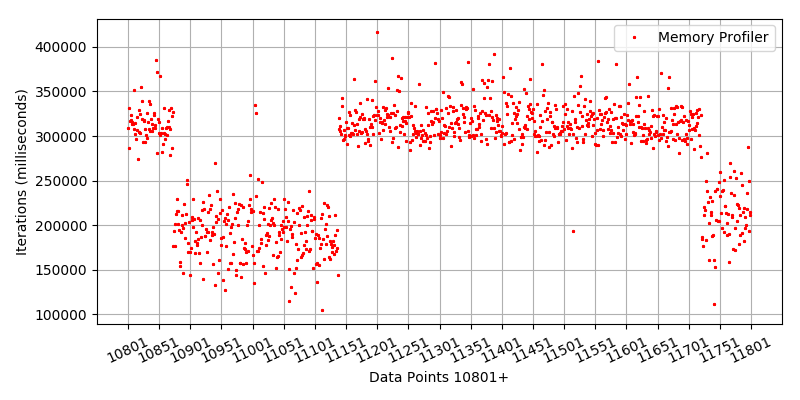 Memory Profiler
Iterations (milliseconds)
400000
350000
300000
250000
200000
150000
100000
10801 10851 10901 10951 11001 11051 11101 11151 11201 11251 11301 11351 11401 11451 11501 11551 11601 11651 11701 11751 11801
Data Points 10801+